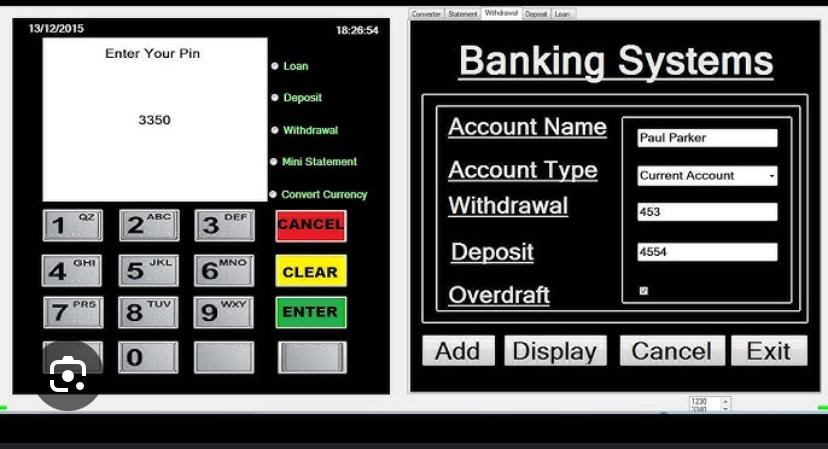 13/12/2015 18:26:54
Enter Your Pin
3350
Loan
Deposit
Withdrawal
Mini Statement
Convert Currency
1 QZ 2 ABC 3 DEF CANCEL
4 GHI 5 JKL 6 MNO CLEAR
7 PRS 8 TUV 9 WXY ENTER
0
Converter Statement Withdrawal Deposit Loan
Banking Systems
Account Name Paul Parker
Account Type Current Account
Withdrawal 453
Deposit 4554
Overdraft
Add Display Cancel Exit
1230
3340